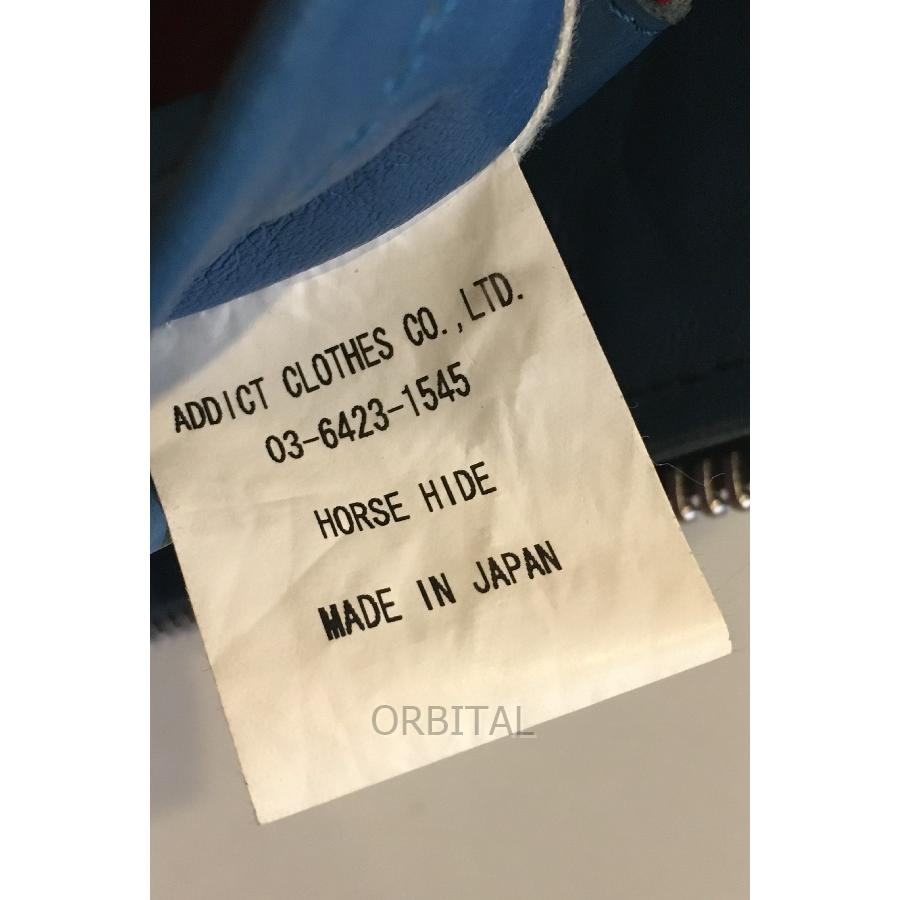 ADDICT CLOTHES CO.,LTD.
03-6423-1545
HORSE HIDE
MADE IN JAPAN
ORBITAL